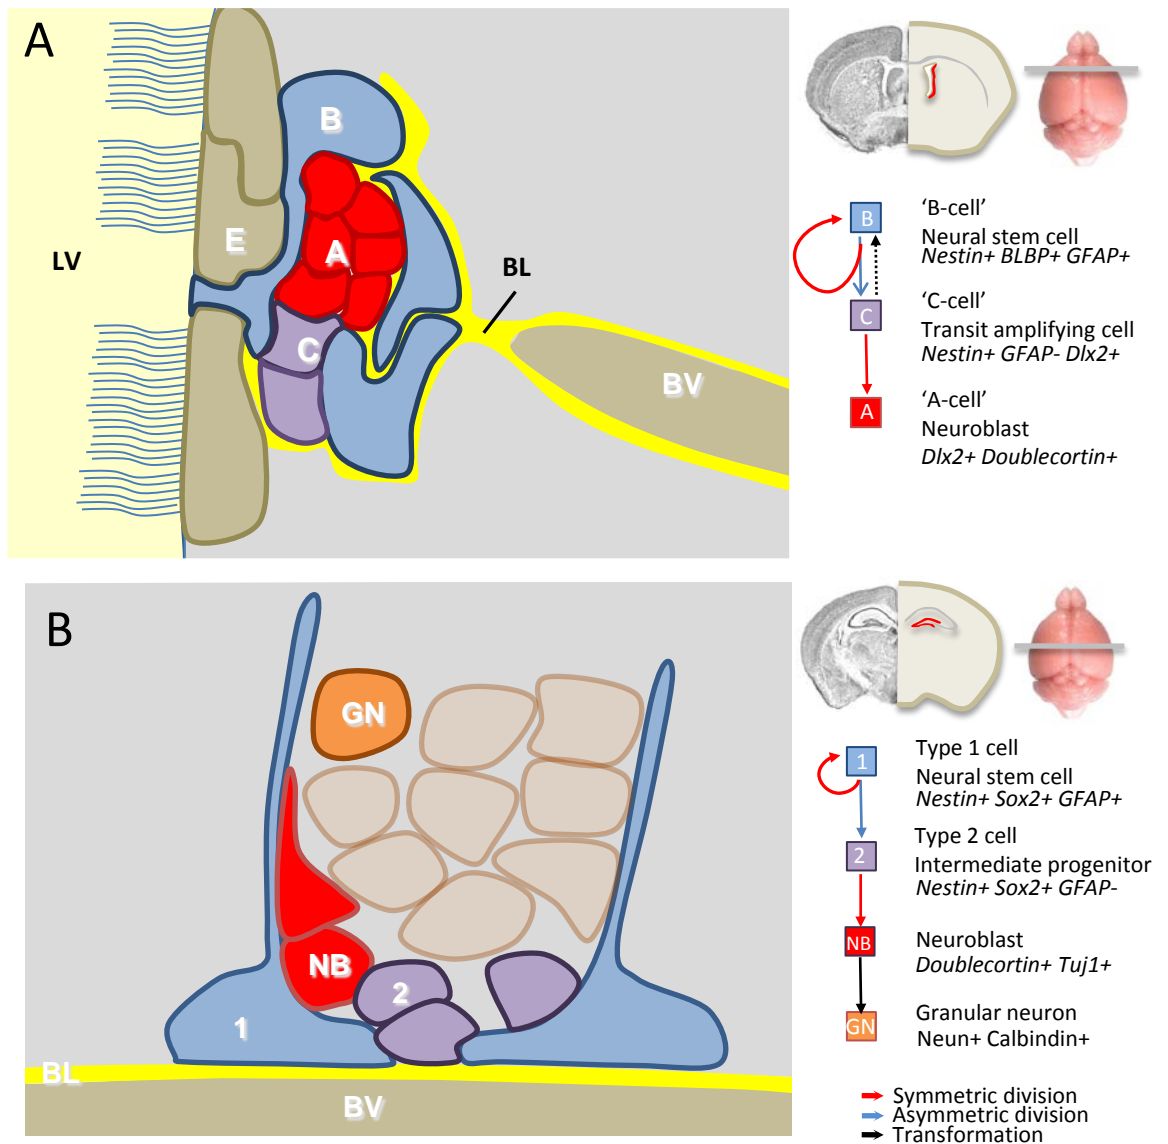 A
B
E
A
LV
BL
C
BV
B
'B-cell'
Neural stem cell
Nestin+ BLBP+ GFAP+
C
'C-cell'
Transit amplifying cell
Nestin+ GFAP- Dlx2+
A
'A-cell'
Neuroblast
Dlx2+ Doublecortin+
B
GN
NB
2
1
BL
BV
1
Type 1 cell
Neural stem cell
Nestin+ Sox2+ GFAP+
2
Type 2 cell
Intermediate progenitor
Nestin+ Sox2+ GFAP-
NB
Neuroblast
Doublecortin+ Tuj1+
GN
Granular neuron
Neun+ Calbindin+
Symmetric division
Asymmetric division
Transformation